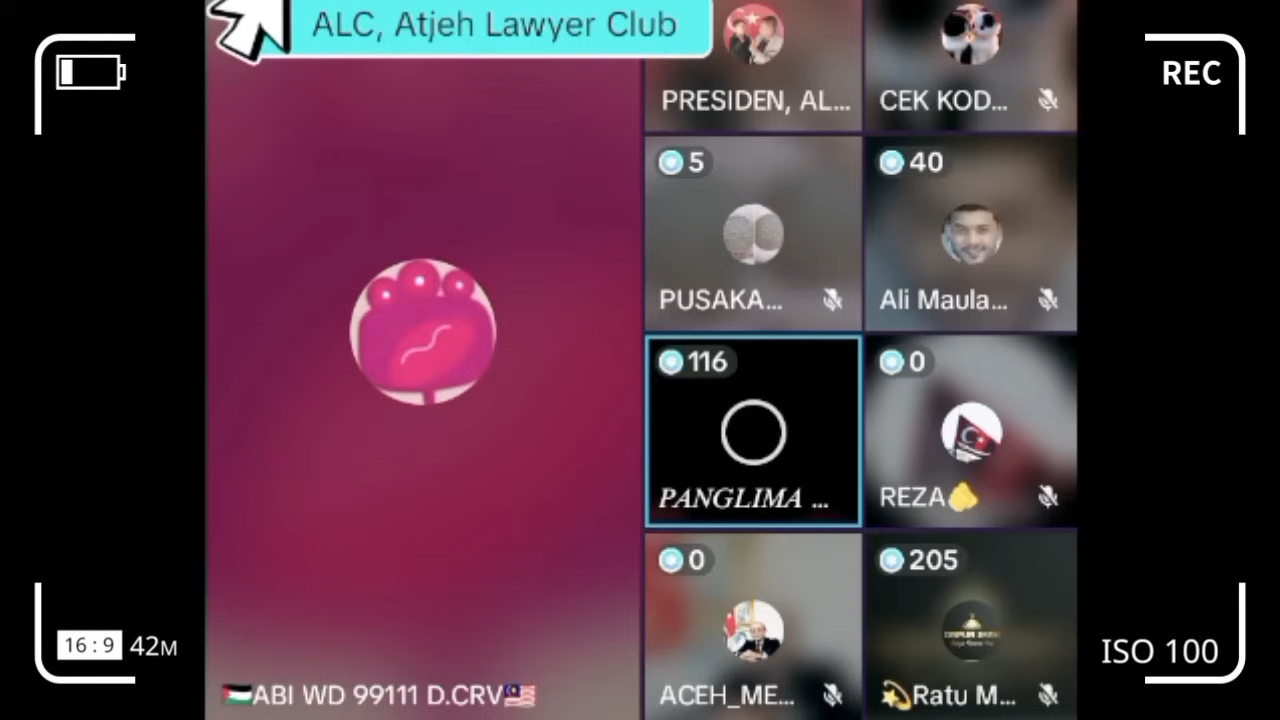 ALC, Atjeh Lawyer Club
REC
PRESIDEN, AL...
CEK KOD...
5
40
PUSAKA...
Ali Maula...
116
0
PANGLIMA ...
REZA
0
205
16:9 42M
ISO 100
🇵🇸ABI WD 99111 D.CRV🇲🇾
ACEH_ME...
💫Ratu M...